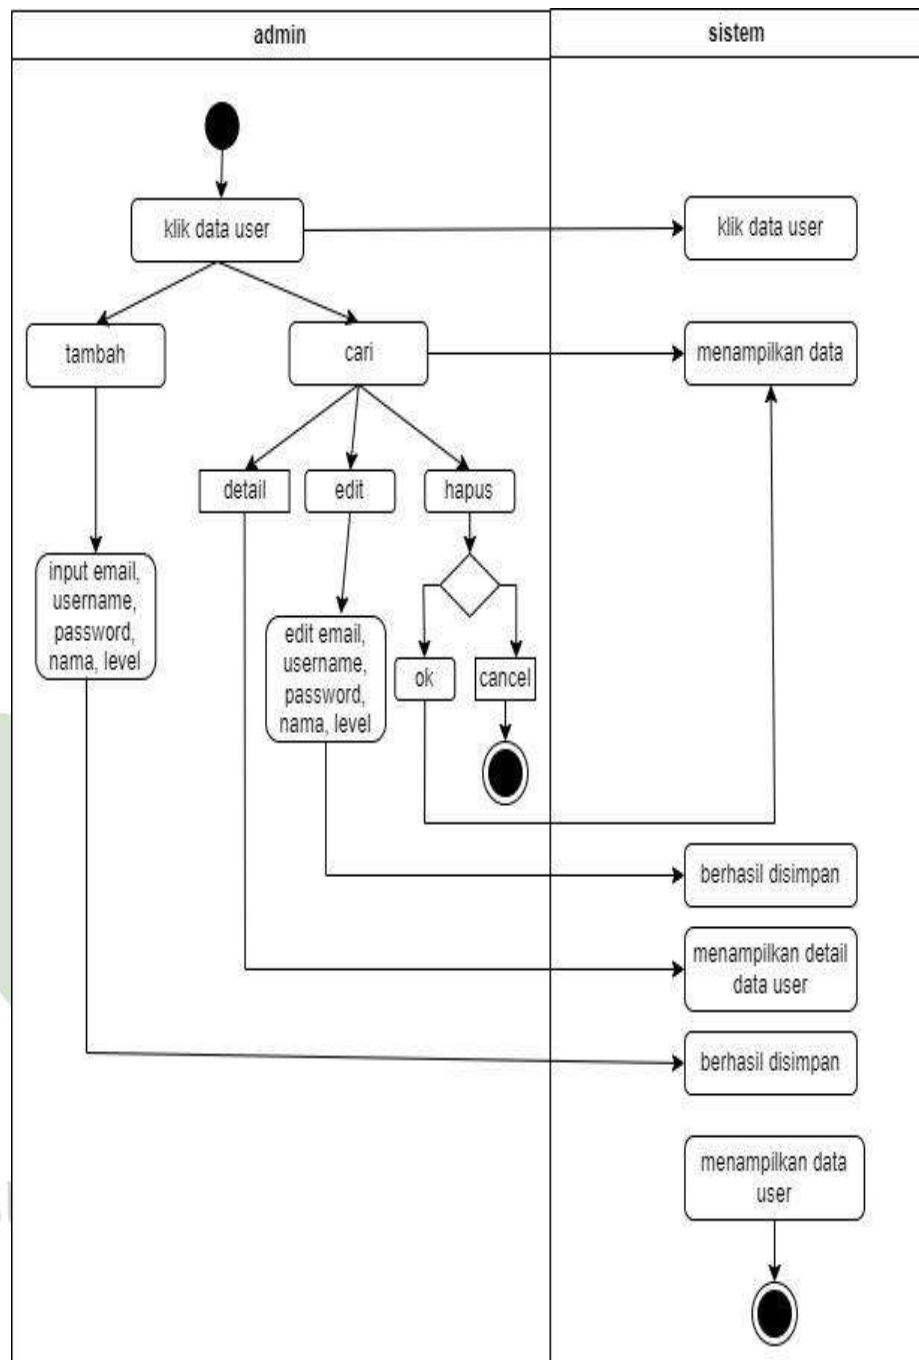 admin
sistem
klik data user
klik data user
tambah
cari
menampilkan data
detail
edit
hapus
input email,
username,
password,
nama, level
edit email,
username,
password,
nama, level
ok
cancel
berhasil disimpan
menampilkan detail
data user
berhasil disimpan
menampilkan data
user